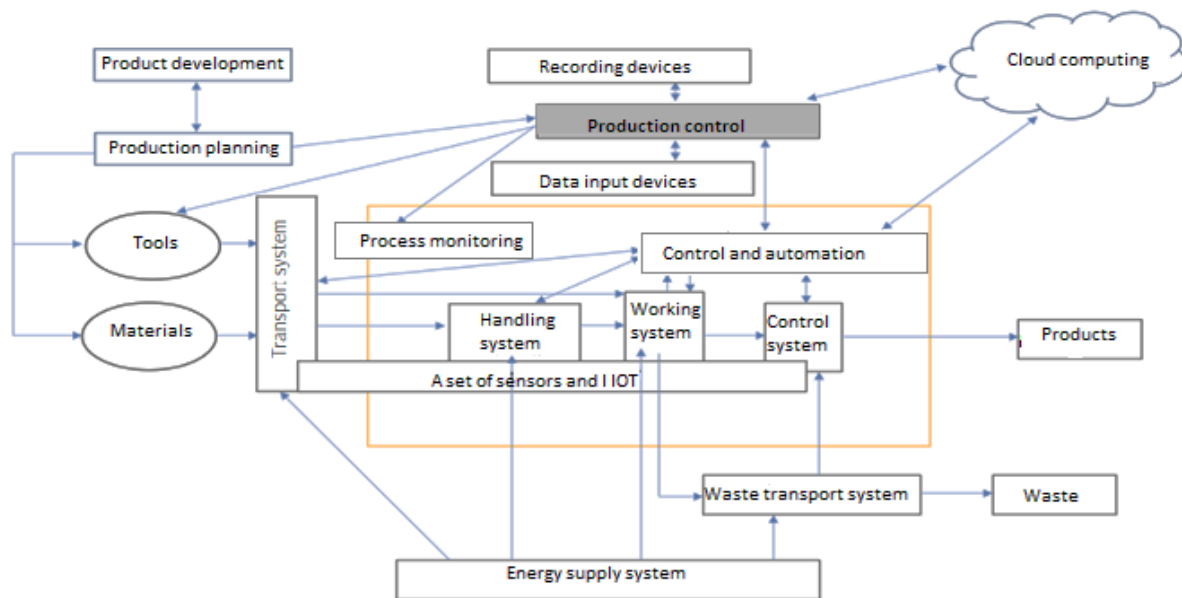 Product development
Recording devices
Cloud computing
Production control
Production planning
Data input devices
Tools
Transport system
Process monitoring
Control and automation
Materials
Handling
system
Working
system
Control
system
Products
A set of sensors and I IOT
Waste transport system
Waste
Energy supply system